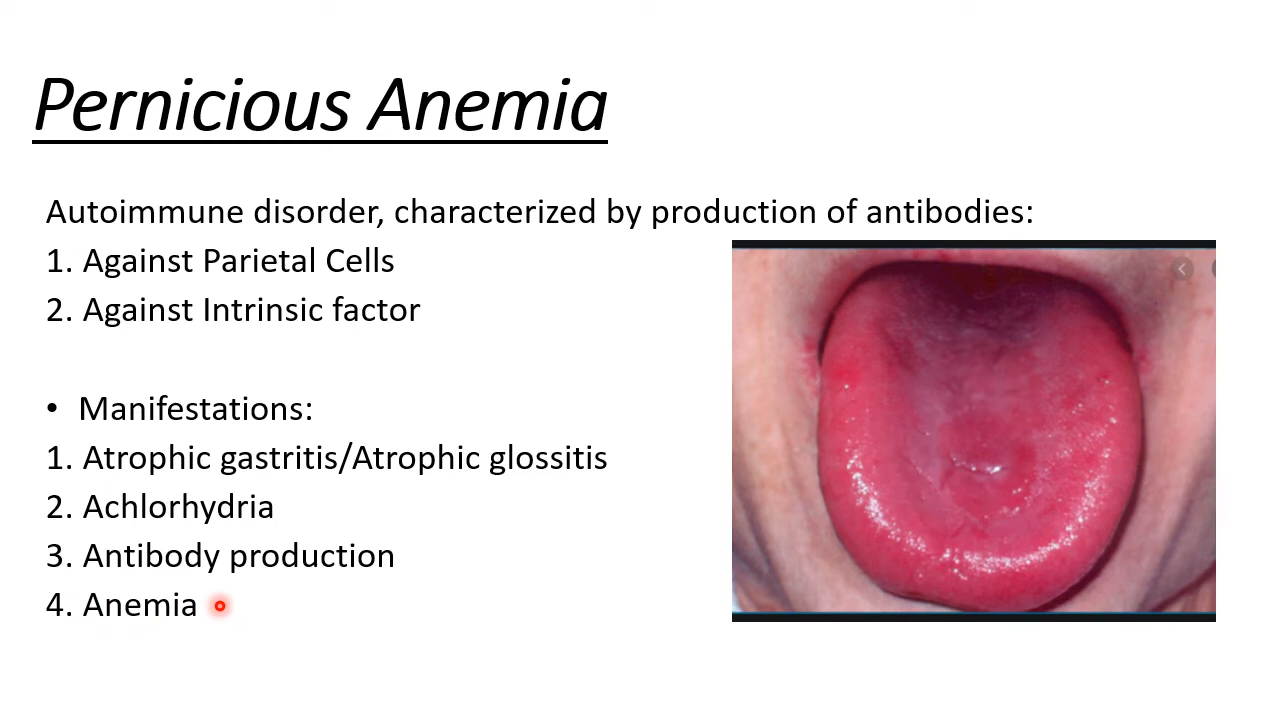 Pernicious Anemia
Autoimmune disorder, characterized by production of antibodies:
1. Against Parietal Cells
2. Against Intrinsic factor
• Manifestations:
1. Atrophic gastritis/Atrophic glossitis
2. Achlorhydria
3. Antibody production
4. Anemia